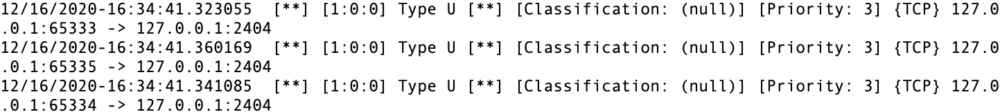 12/16/2020-16:34:41.323055  [**] [1:0:0] Type U [**] [Classification: (null)] [Priority: 3] {TCP} 127.0
.0.1:65333 -> 127.0.0.1:2404
12/16/2020-16:34:41.360169  [**] [1:0:0] Type U [**] [Classification: (null)] [Priority: 3] {TCP} 127.0
.0.1:65335 -> 127.0.0.1:2404
12/16/2020-16:34:41.341085  [**] [1:0:0] Type U [**] [Classification: (null)] [Priority: 3] {TCP} 127.0
.0.1:65334 -> 127.0.0.1:2404